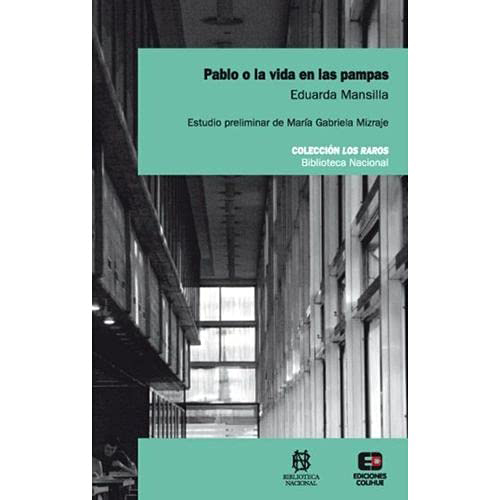 Pablo o la vida en las pampas
Eduarda Mansilla
Estudio preliminar de María Gabriela Mizraje
COLECCIÓN LOS RAROS
Biblioteca Nacional
BN
BIBLIOTECA
NACIONAL
EDICIONES
COLIHUE